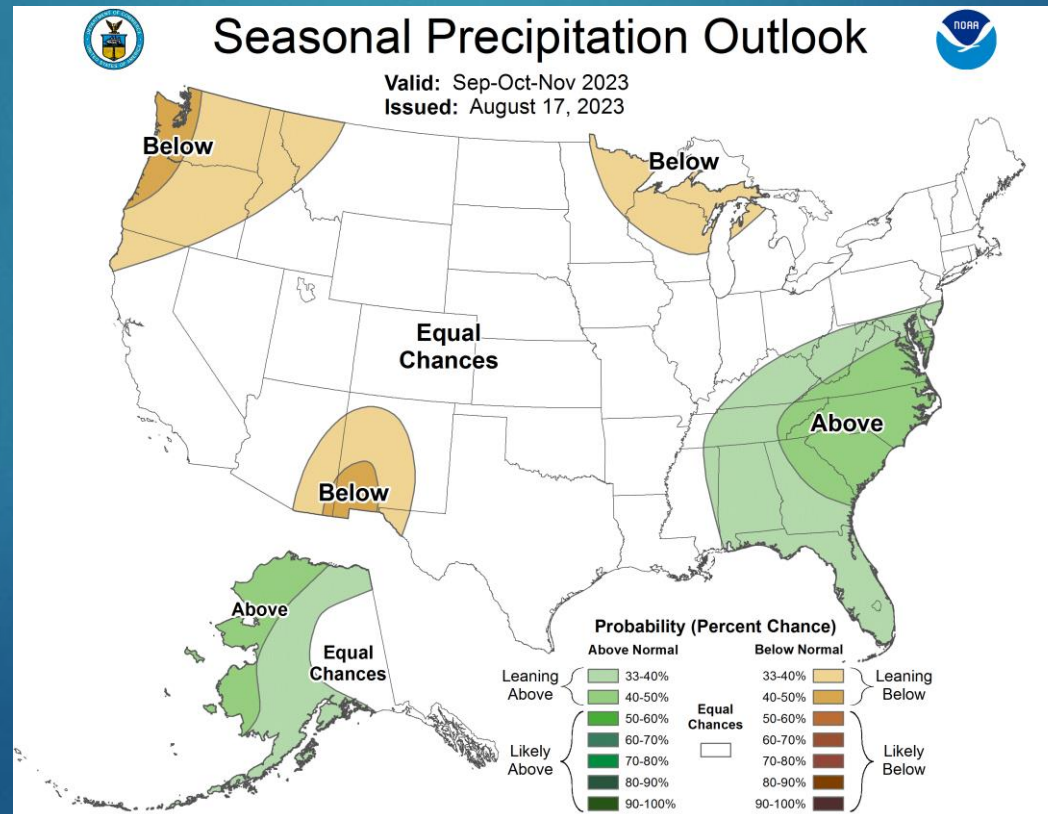 Seasonal Precipitation Outlook
NOAA
Valid: Sep-Oct-Nov 2023
Issued: August 17, 2023
Below
Below
Equal
Chances
Above
Below
Above
Equal
Chances
Probability (Percent Chance)
Above Normal Below Normal
Leaning
Above
33-40%
40-50%
Likely
Above
50-60%
60-70%
70-80%
80-90%
90-100%
Equal
Chances
33-40%
40-50%
Leaning
Below
50-60%
60-70%
70-80%
80-90%
90-100%
Likely
Below